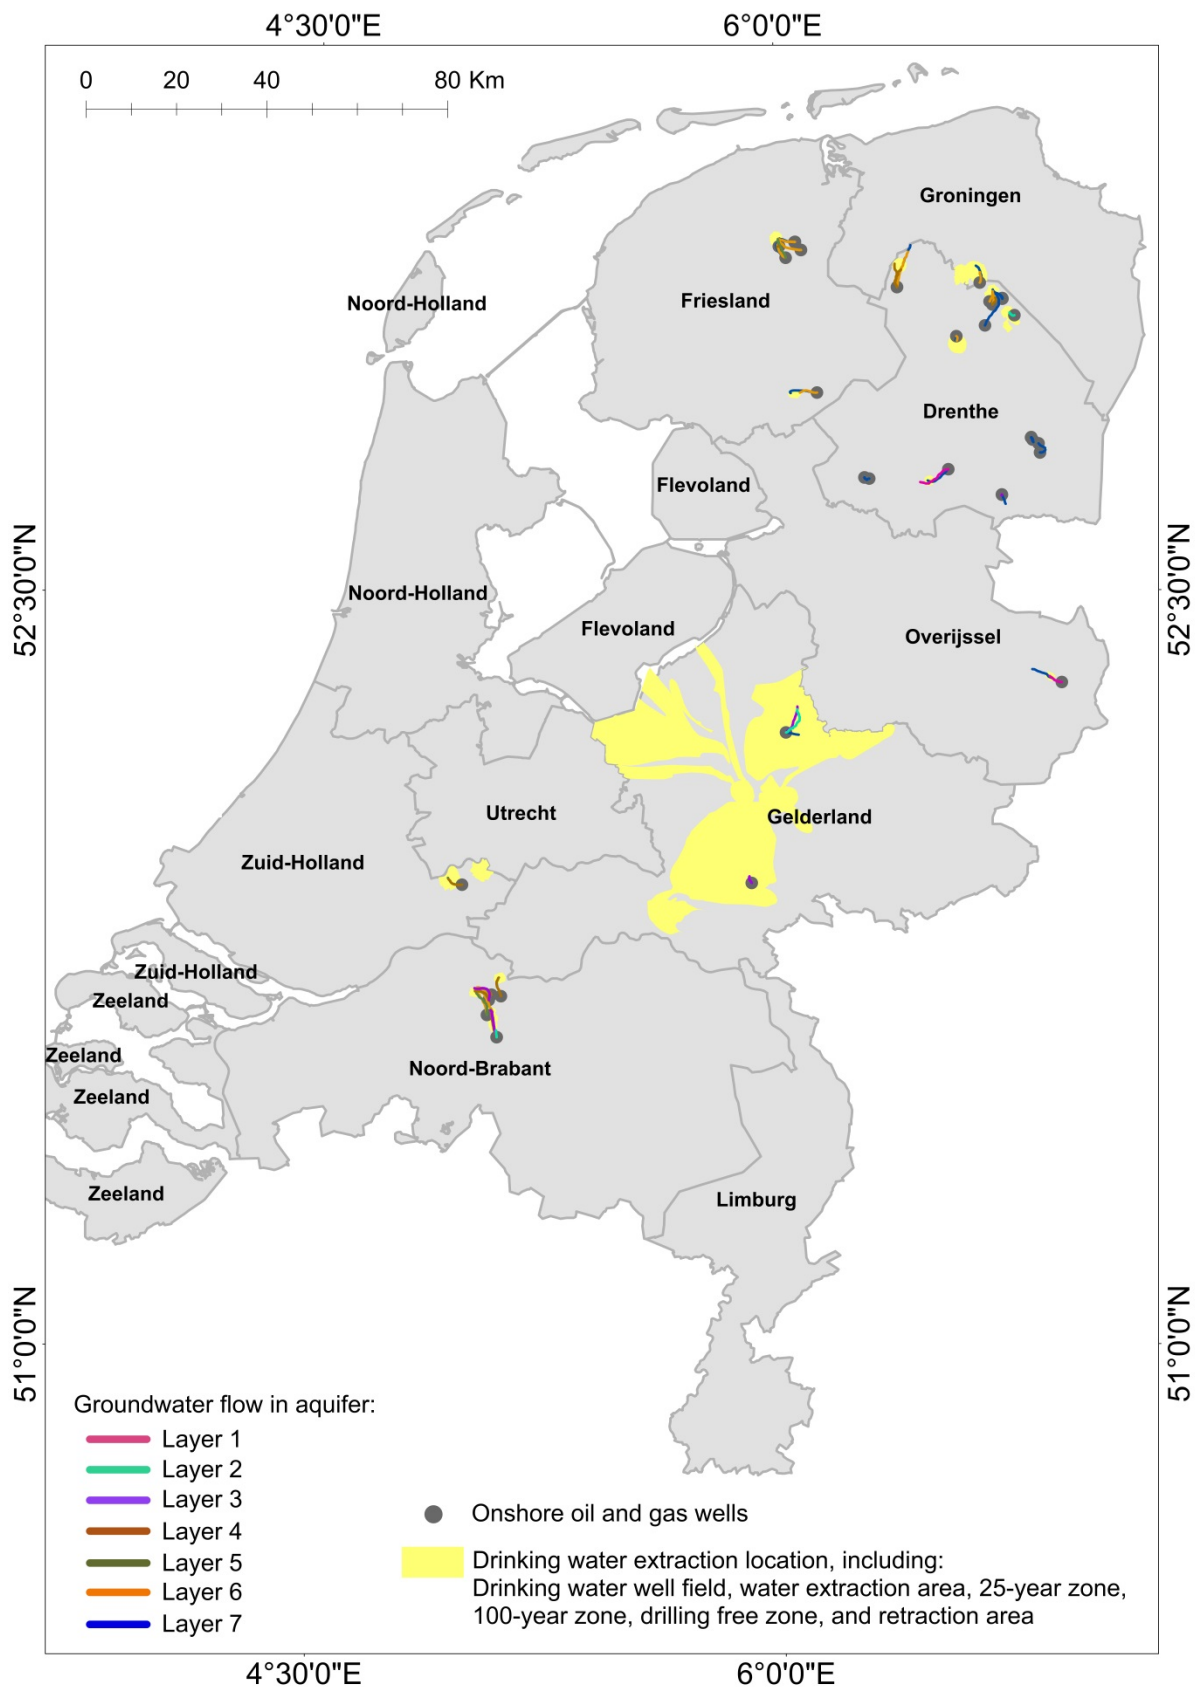 4°30'0"E
6°0'0"E
0 20 40 80 Km
Groningen
Noord-Holland
Friesland
Drenthe
Flevoland
52°30'0"N
52°30'0"N
Noord-Holland
Flevoland
Overijssel
Utrecht
Gelderland
Zuid-Holland
Zuid-Holland
Zeeland
Zeeland
Noord-Brabant
Zeeland
Zeeland
Limburg
51°0'0"N
51°0'0"N
Groundwater flow in aquifer:
Layer 1
Layer 2
Layer 3
Layer 4
Layer 5
Layer 6
Layer 7
Onshore oil and gas wells
Drinking water extraction location, including:
Drinking water well field, water extraction area, 25-year zone,
100-year zone, drilling free zone, and retraction area
4°30'0"E
6°0'0"E